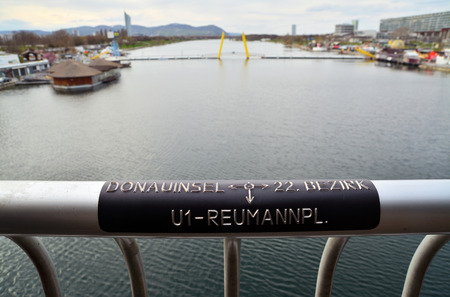 DONAUINSEL ←○→ 22. BEZIRK
↓
U1-REUMANNPL.